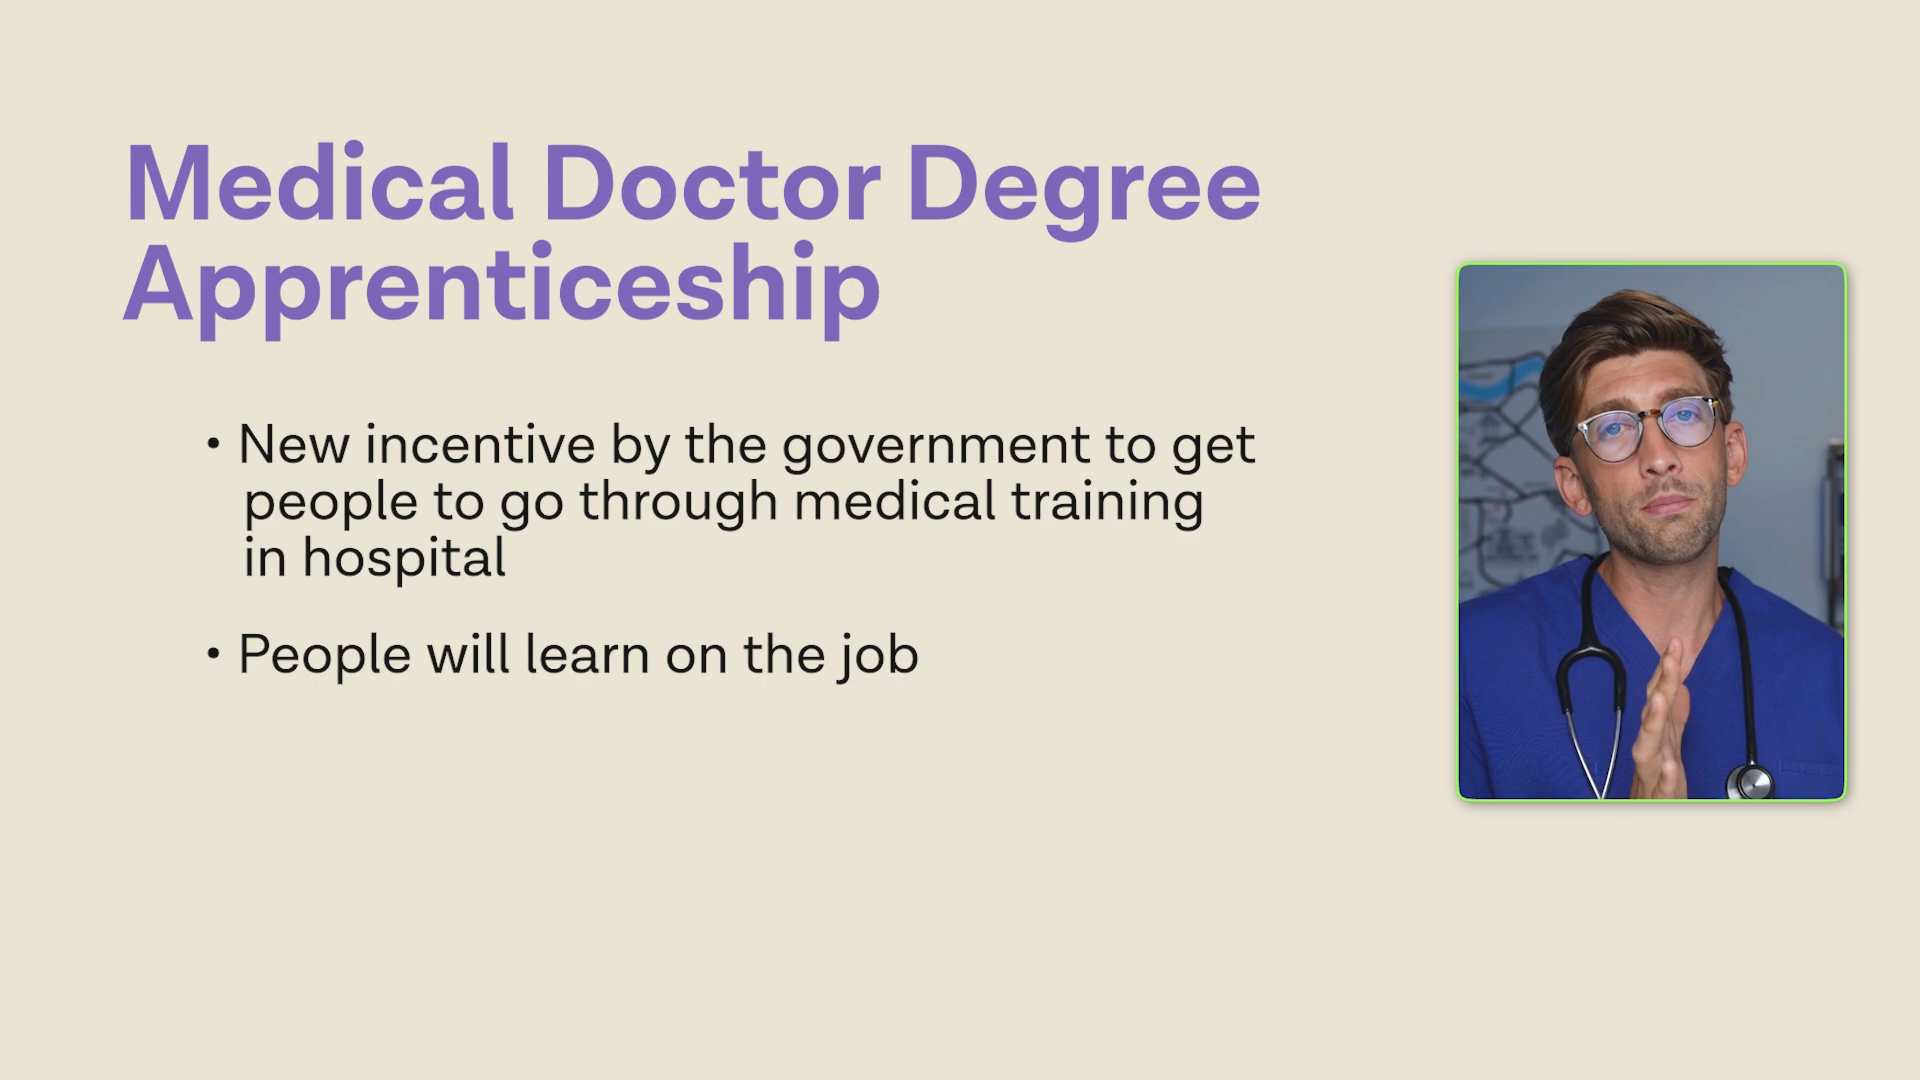 Medical Doctor Degree
Apprenticeship
• New incentive by the government to get
people to go through medical training
in hospital
• People will learn on the job